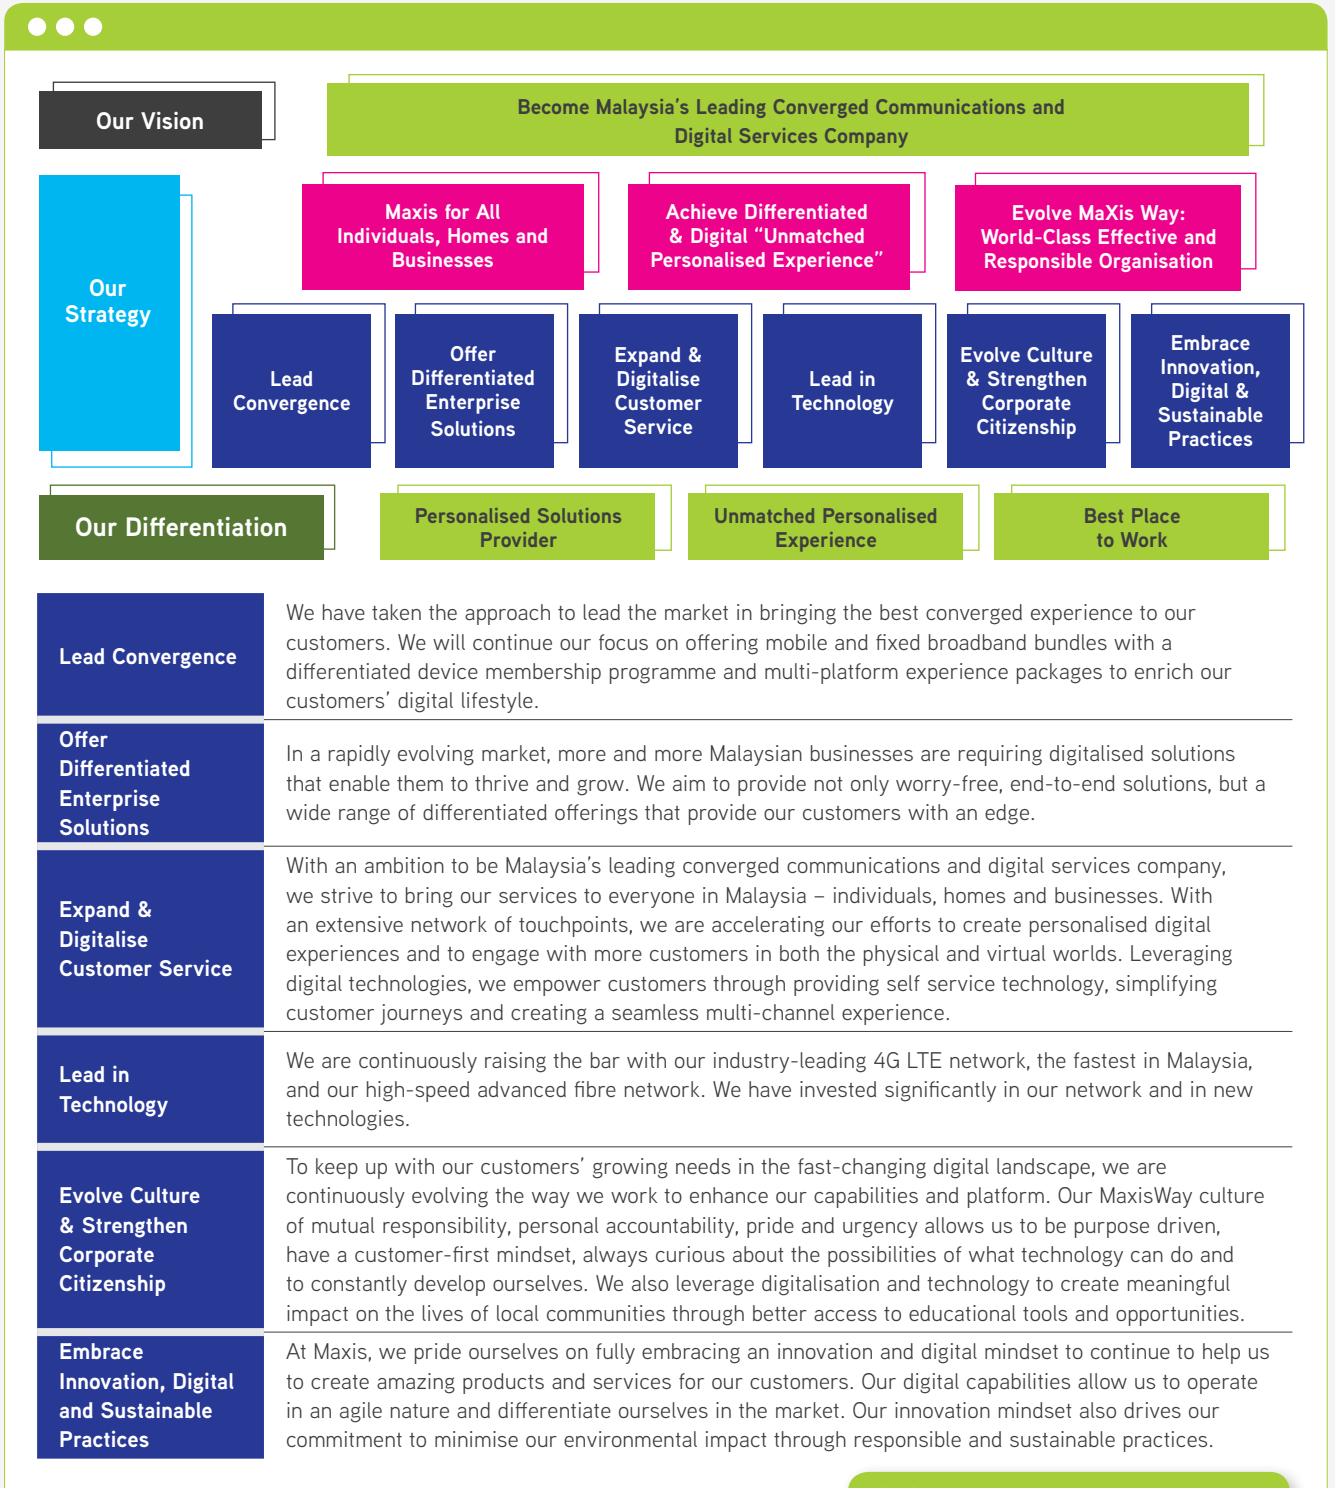 Our Vision
Become Malaysia’s Leading Converged Communications and
Digital Services Company
Our
Strategy
Maxis for All
Individuals, Homes and
Businesses
Achieve Differentiated
& Digital “Unmatched
Personalised Experience”
Evolve MaXis Way:
World-Class Effective and
Responsible Organisation
Lead
Convergence
Offer
Differentiated
Enterprise
Solutions
Expand &
Digitalise
Customer
Service
Lead in
Technology
Evolve Culture
& Strengthen
Corporate
Citizenship
Embrace
Innovation,
Digital &
Sustainable
Practices
Our Differentiation
Personalised Solutions
Provider
Unmatched Personalised
Experience
Best Place
to Work
Lead Convergence
We have taken the approach to lead the market in bringing the best converged experience to our
customers. We will continue our focus on offering mobile and fixed broadband bundles with a
differentiated device membership programme and multi-platform experience packages to enrich our
customers’ digital lifestyle.
Offer
Differentiated
Enterprise
Solutions
In a rapidly evolving market, more and more Malaysian businesses are requiring digitalised solutions
that enable them to thrive and grow. We aim to provide not only worry-free, end-to-end solutions, but a
wide range of differentiated offerings that provide our customers with an edge.
Expand &
Digitalise
Customer Service
With an ambition to be Malaysia’s leading converged communications and digital services company,
we strive to bring our services to everyone in Malaysia – individuals, homes and businesses. With
an extensive network of touchpoints, we are accelerating our efforts to create personalised digital
experiences and to engage with more customers in both the physical and virtual worlds. Leveraging
digital technologies, we empower customers through providing self service technology, simplifying
customer journeys and creating a seamless multi-channel experience.
Lead in
Technology
We are continuously raising the bar with our industry-leading 4G LTE network, the fastest in Malaysia,
and our high-speed advanced fibre network. We have invested significantly in our network and in new
technologies.
Evolve Culture
& Strengthen
Corporate
Citizenship
To keep up with our customers’ growing needs in the fast-changing digital landscape, we are
continuously evolving the way we work to enhance our capabilities and platform. Our MaxisWay culture
of mutual responsibility, personal accountability, pride and urgency allows us to be purpose driven,
have a customer-first mindset, always curious about the possibilities of what technology can do and
to constantly develop ourselves. We also leverage digitalisation and technology to create meaningful
impact on the lives of local communities through better access to educational tools and opportunities.
Embrace
Innovation, Digital
and Sustainable
Practices
At Maxis, we pride ourselves on fully embracing an innovation and digital mindset to continue to help us
to create amazing products and services for our customers. Our digital capabilities allow us to operate
in an agile nature and differentiate ourselves in the market. Our innovation mindset also drives our
commitment to minimise our environmental impact through responsible and sustainable practices.